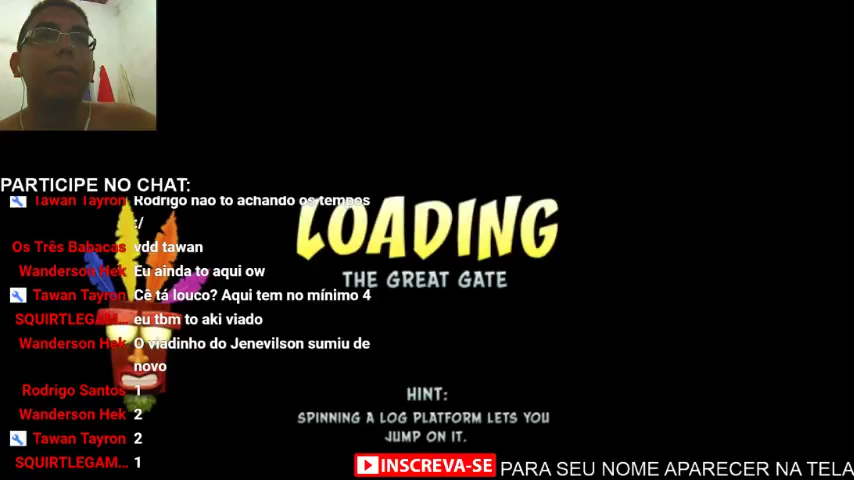 PARTICIPE NO CHAT:
Tawan Tayron Rodrigo nao to achando os tempos
:/
Os Três Babacas vdd tawan
Wanderson Hek Eu ainda to aqui ow
Tawan Tayron Cê tá louco? Aqui tem no mínimo 4
SQUIRTLEGAM... eu tbm to aki viado
Wanderson Hek O viadinho do Jenevilson sumiu de
novo
Rodrigo Santos 1
Wanderson Hek 2
Tawan Tayron 2
SQUIRTLEGAM... 1
LOADING
THE GREAT GATE
HINT:
SPINNING A LOG PLATFORM LETS YOU
JUMP ON IT.
INSCREVA-SE PARA SEU NOME APARECER NA TELA